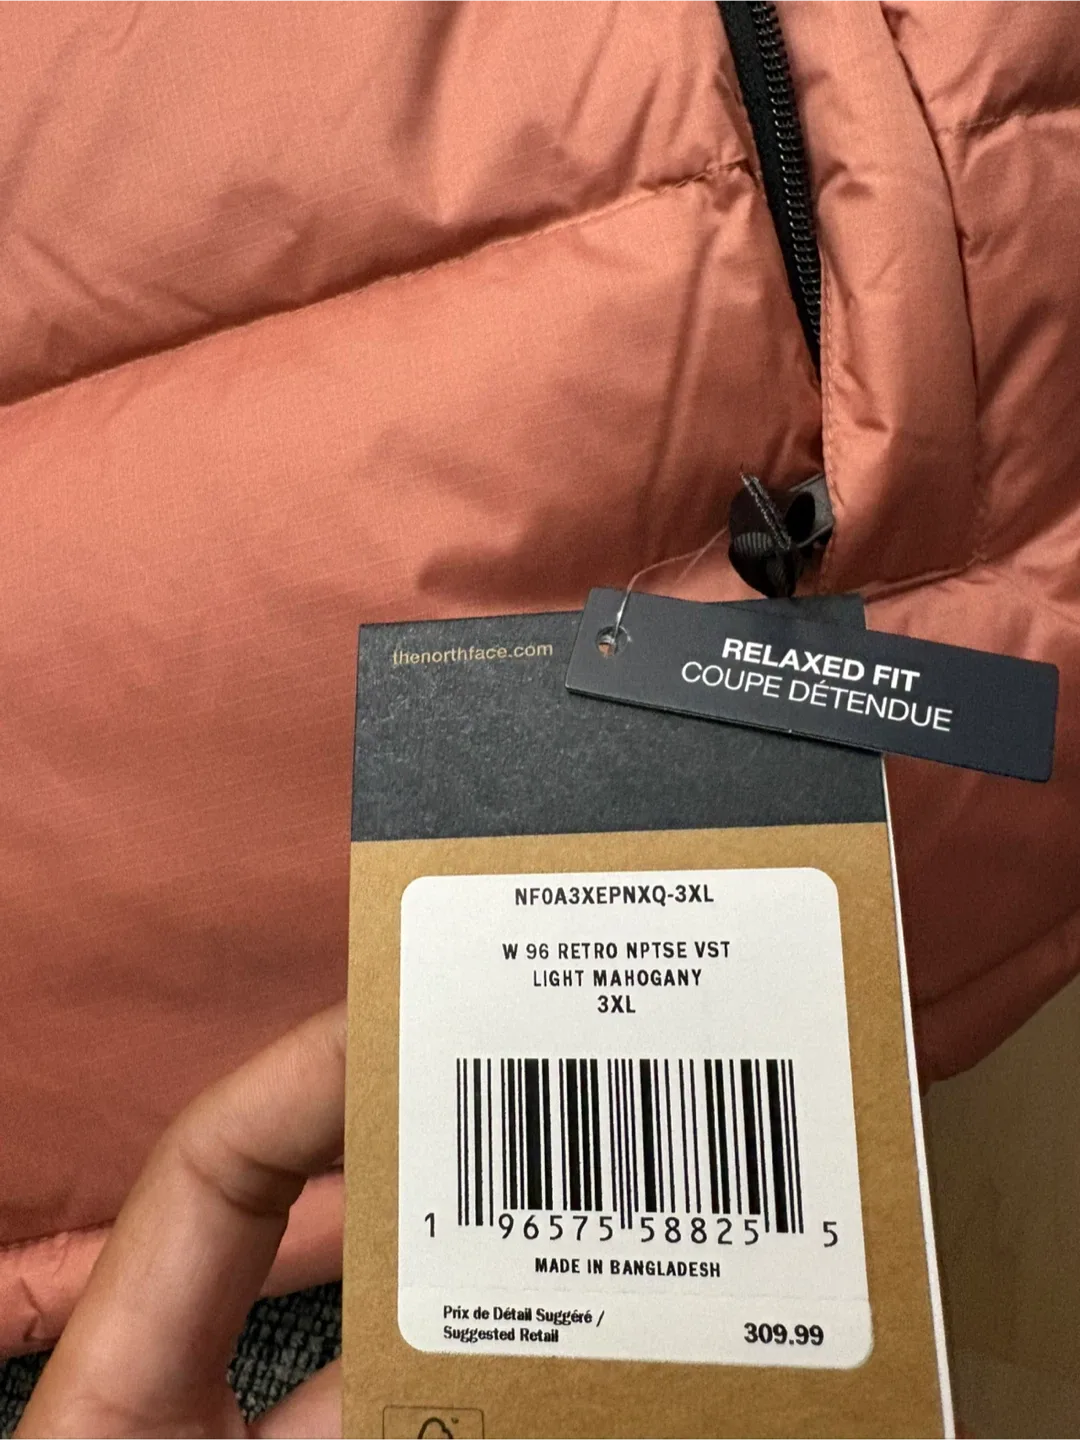 thenorthface.com
RELAXED FIT
COUPE DÉTENDUE
NF0A3XEPNXQ-3XL
W 96 RETRO NPTSE VST
LIGHT MAHOGANY
3XL
1 96575 58825 5
MADE IN BANGLADESH
Prix de Détail Suggéré /
Suggested Retail 309.99